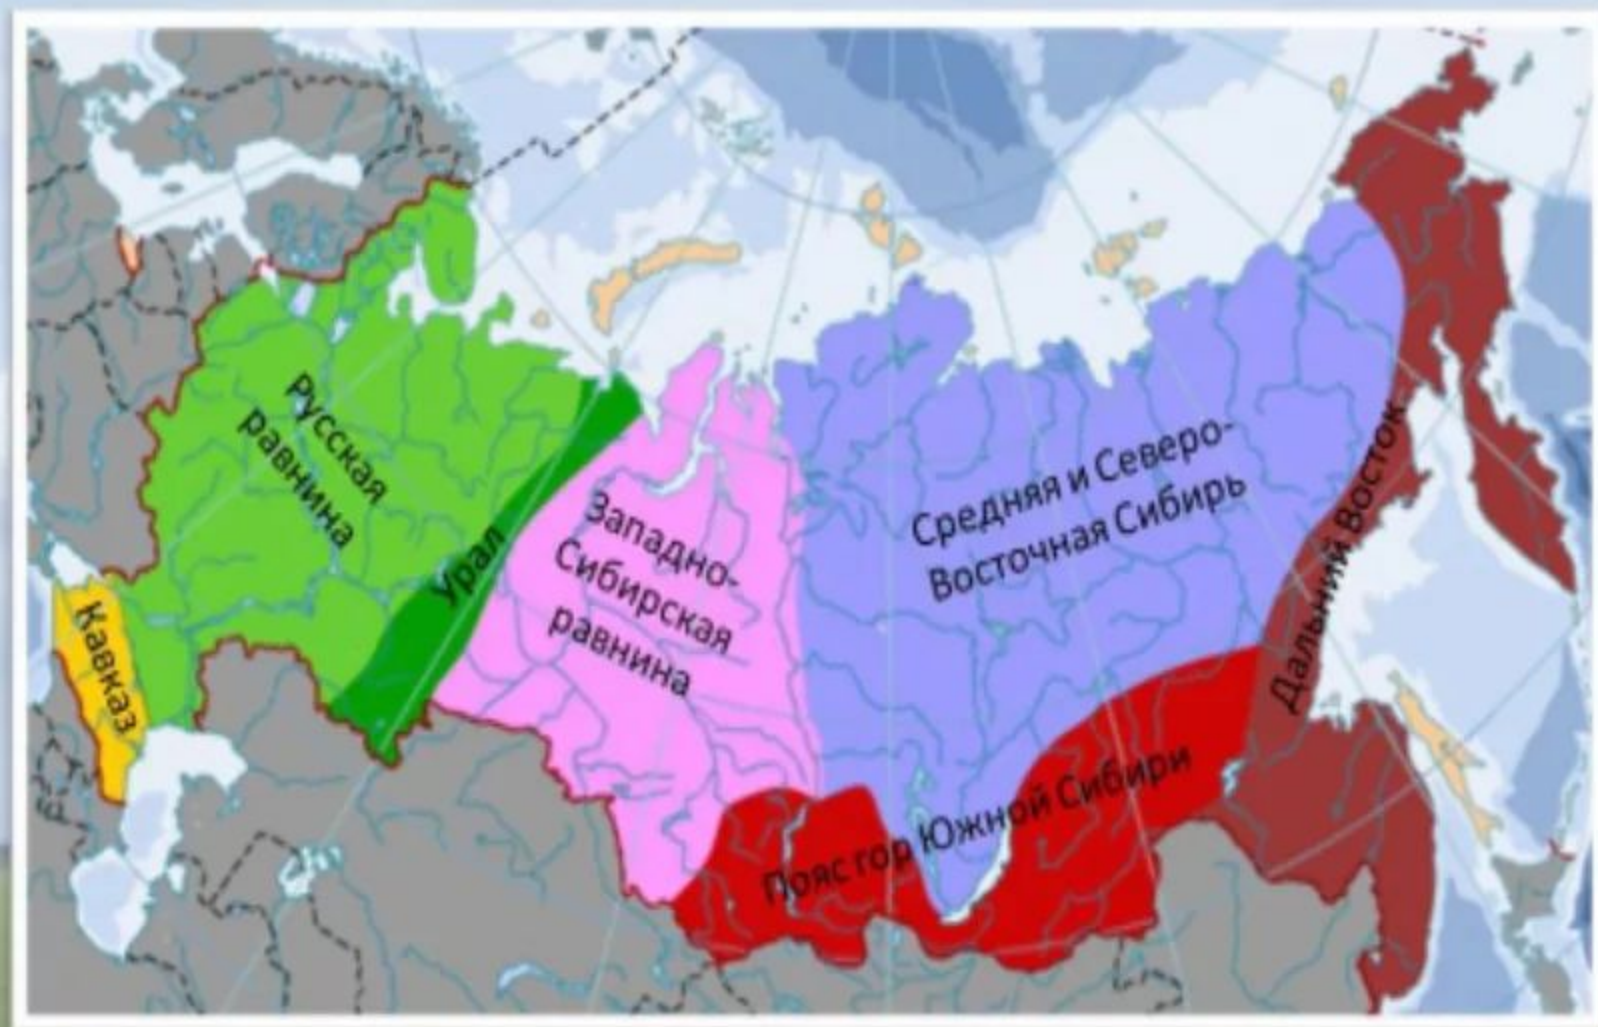 Русская
равнина
Урал
Кавказ
Западно-
Сибирская
равнина
Средняя и Северо-
Восточная Сибирь
Дальний Восток
Пояс гор Южной Сибири